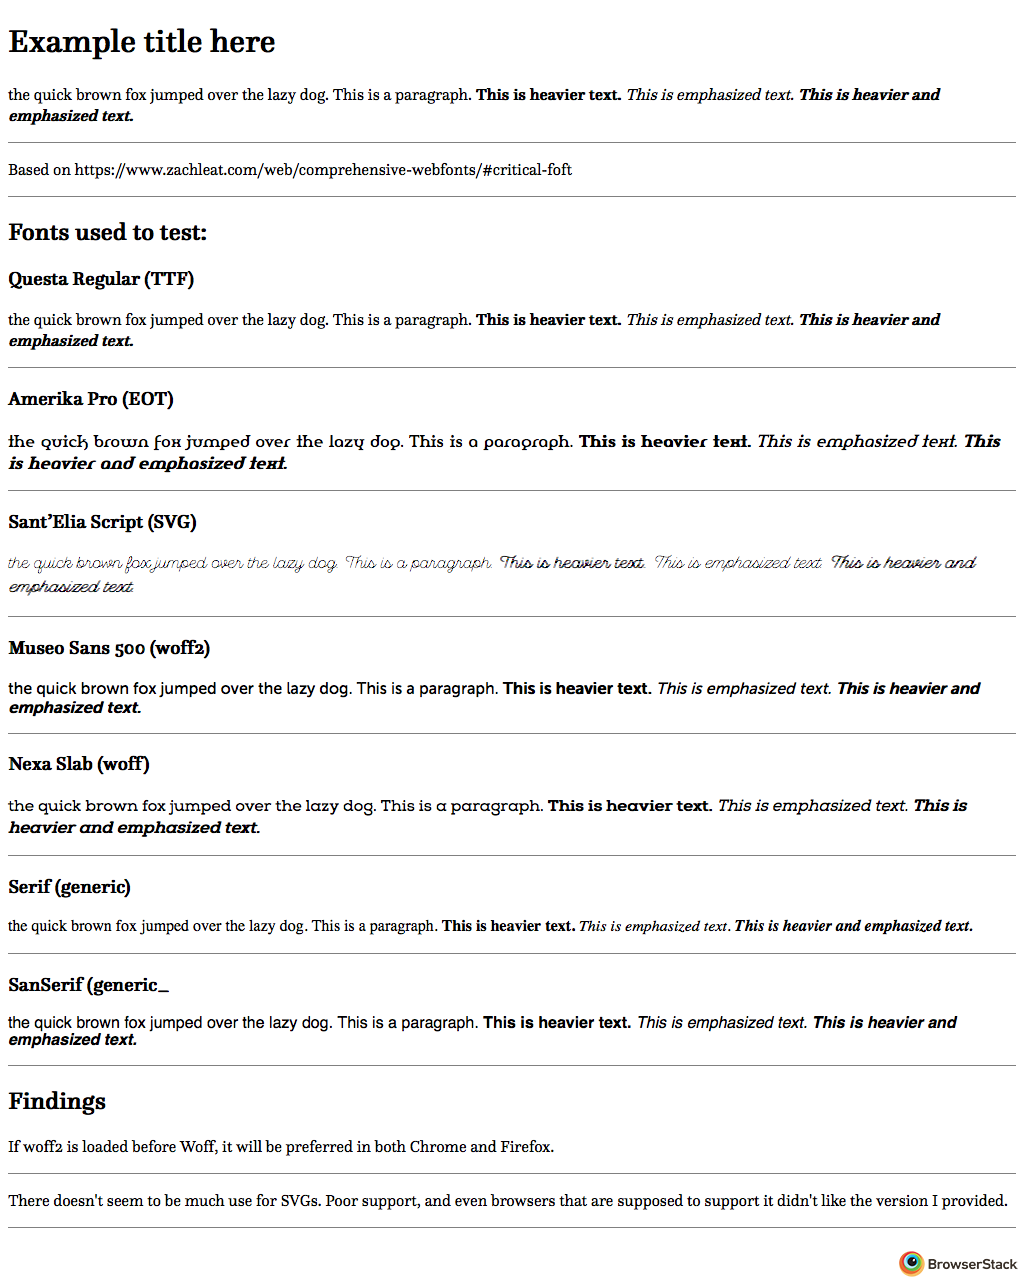 Example title here
the quick brown fox jumped over the lazy dog. This is a paragraph. This is heavier text. This is emphasized text. This is heavier and
emphasized text.
Based on https://www.zachleat.com/web/comprehensive-webfonts/#critical-foft
Fonts used to test:
Questa Regular (TTF)
the quick brown fox jumped over the lazy dog. This is a paragraph. This is heavier text. This is emphasized text. This is heavier and
emphasized text.
Amerika Pro (EOT)
the quick brown fox jumped over the lazy dog. This is a paragraph. This is heavier text. This is emphasized text. This
is heavier and emphasized text.
Sant’Elia Script (SVG)
the quick brown fox jumped over the lazy dog. This is a paragraph. This is heavier text. This is emphasized text. This is heavier and
emphasized text.
Museo Sans 500 (woff2)
the quick brown fox jumped over the lazy dog. This is a paragraph. This is heavier text. This is emphasized text. This is heavier and
emphasized text.
Nexa Slab (woff)
the quick brown fox jumped over the lazy dog. This is a paragraph. This is heavier text. This is emphasized text. This is
heavier and emphasized text.
Serif (generic)
the quick brown fox jumped over the lazy dog. This is a paragraph. This is heavier text. This is emphasized text. This is heavier and emphasized text.
SanSerif (generic_
the quick brown fox jumped over the lazy dog. This is a paragraph. This is heavier text. This is emphasized text. This is heavier and
emphasized text.
Findings
If woff2 is loaded before Woff, it will be preferred in both Chrome and Firefox.
There doesn't seem to be much use for SVGs. Poor support, and even browsers that are supposed to support it didn't like the version I provided.
BrowserStack